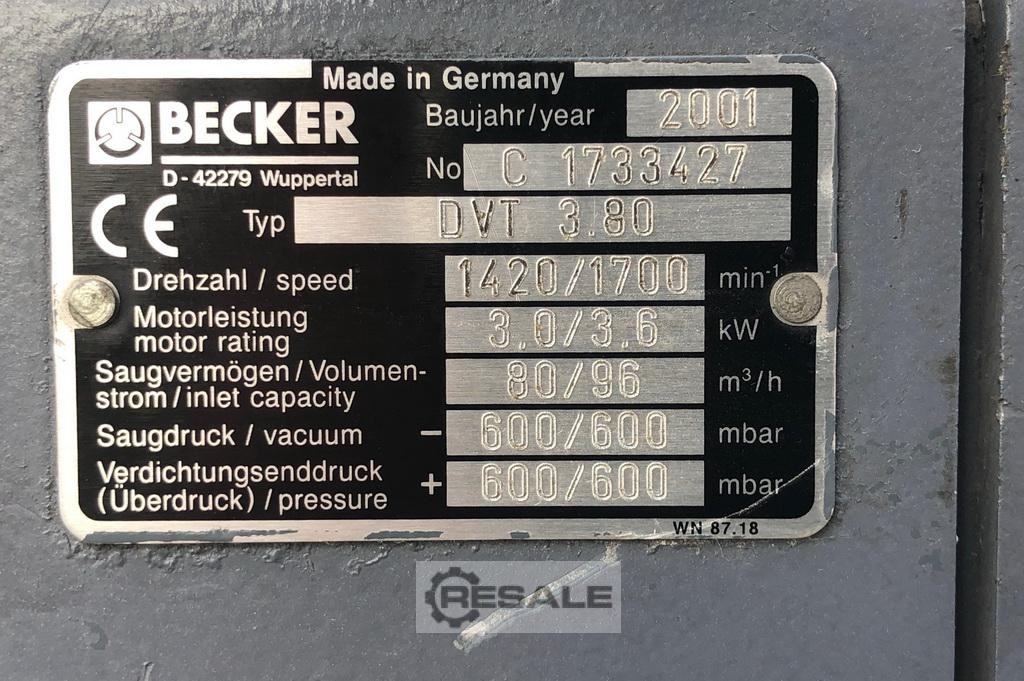 Made in Germany
BECKER
Baujahr/year 2001
D-42279 Wuppertal
No C 1733427
CE
Typ DVT 3.80
Drehzahl / speed 1420/1700 min-1
Motorleistung
motor rating 3.0/3.6 kW
Saugvermögen/Volumen-
strom/inlet capacity 80/96 m³/h
Saugdruck / vacuum - 600/600 mbar
Verdichtungsenddruck
(Überdruck) / pressure + 600/600 mbar
WN 87.18
RESALE